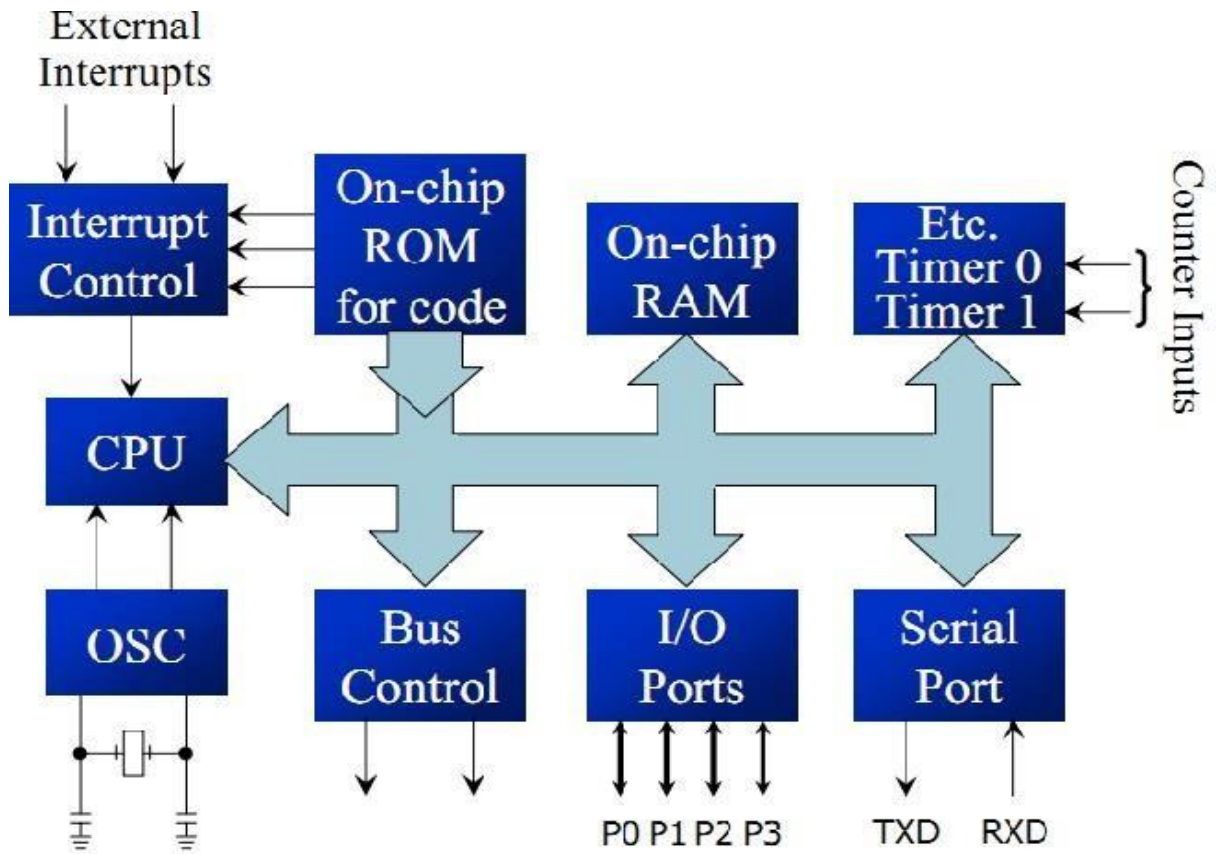 External
Interrupts
Interrupt
Control
On-chip
ROM
for code
On-chip
RAM
Etc.
Timer 0
Timer 1
Counter Inputs
CPU
OSC
Bus
Control
I/O
Ports
Serial
Port
P0 P1 P2 P3
TXD RXD